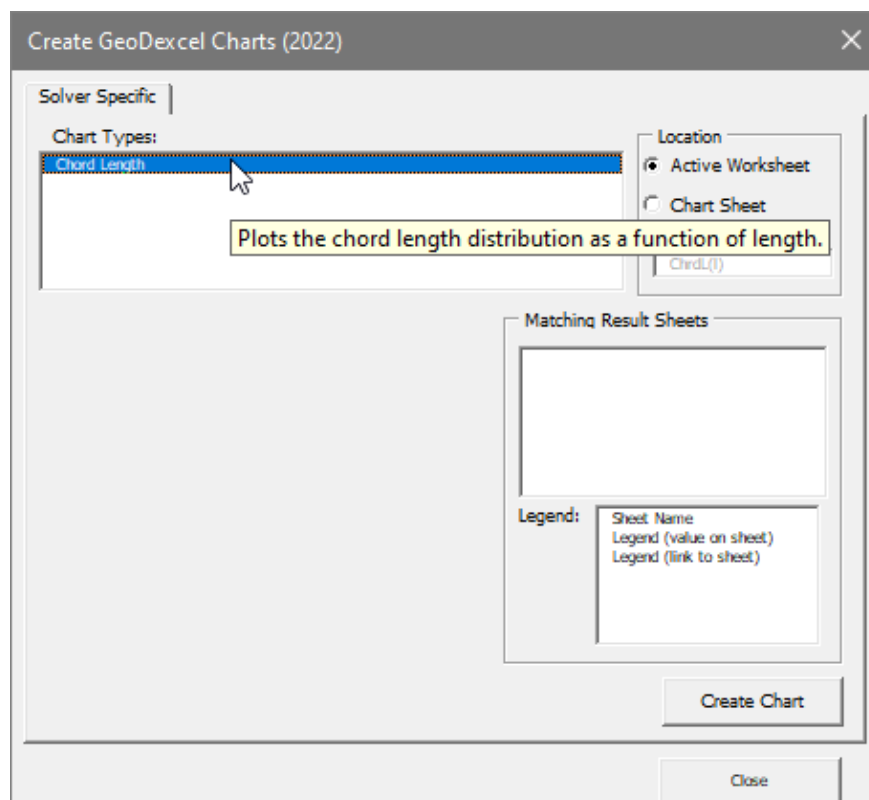 Create GeoDexcel Charts (2022)
Solver Specific
Chart Types:
Chord Length
Location
Active Worksheet
Chart Sheet
Plots the chord length distribution as a function of length.
ChrdL(l)
Matching Result Sheets
Legend:
Sheet Name
Legend (value on sheet)
Legend (link to sheet)
Create Chart
Close